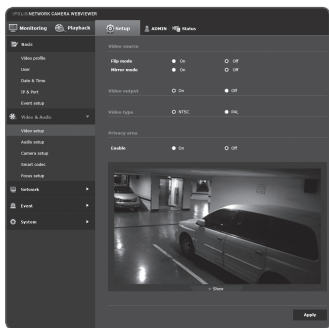 iPOLiS NETWORK CAMERA WEBVIEWER
Monitoring Playback Setup ADMIN Status
Basic
Video profile
User
Date & Time
IP & Port
Event setup
Video & Audio
Video setup
Audio setup
Camera setup
Smart codec
Focus setup
Network
Event
System
Video source
Flip mode On Off
Mirror mode On Off
Video output On Off
Video type NTSC PAL
Privacy area
Enable On Off
Show
Apply